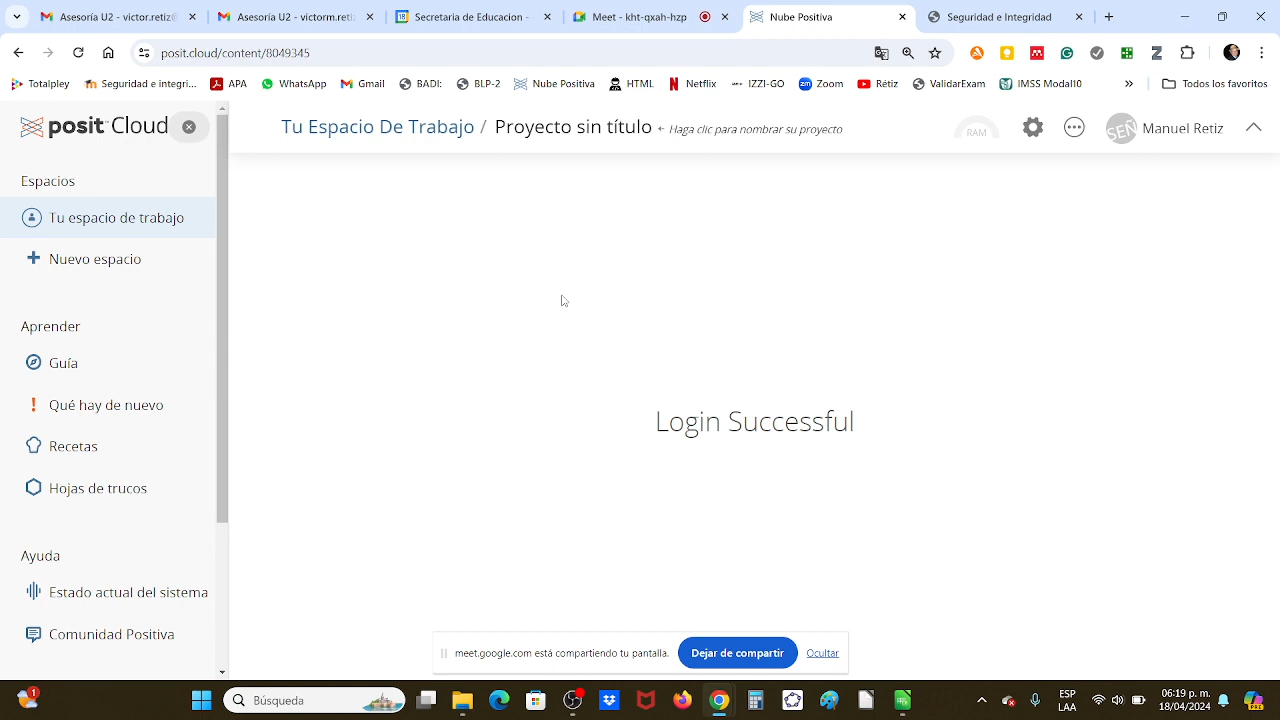 Asesoría U2 - victor.retiz@
Asesoría U2 - victorm.retiz
Secretaria de Educacion -
Meet - kht-qxah-hzp
Nube Positiva
Seguridad e Integridad
posit.cloud/content/8049345
Totalpley
Seguridad e integri...
APA
WhatsApp
Gmail
BADI:
BLP-2
Nube Positiva
HTML
Netflix
IZZI-GO
Zoom
Rétiz
ValidarExam
IMSS Modal10
»
Todos los favoritos
posit Cloud
Tu Espacio De Trabajo / Proyecto sin título ← Haga clic para nombrar su proyecto
RAM
SEÑ
Manuel Retiz
Espacios
Tu espacio de trabajo
Nuevo espacio
Aprender
Guía
Qué hay de nuevo
Recetas
Hojas de trucos
Ayuda
Estado actual del sistema
Comunidad Positiva
Login Successful
meet.google.com está compartiendo tu pantalla.
Dejar de compartir
Ocultar
1
Búsqueda
ESP
LAA
06:19 p. m.
18/04/2024